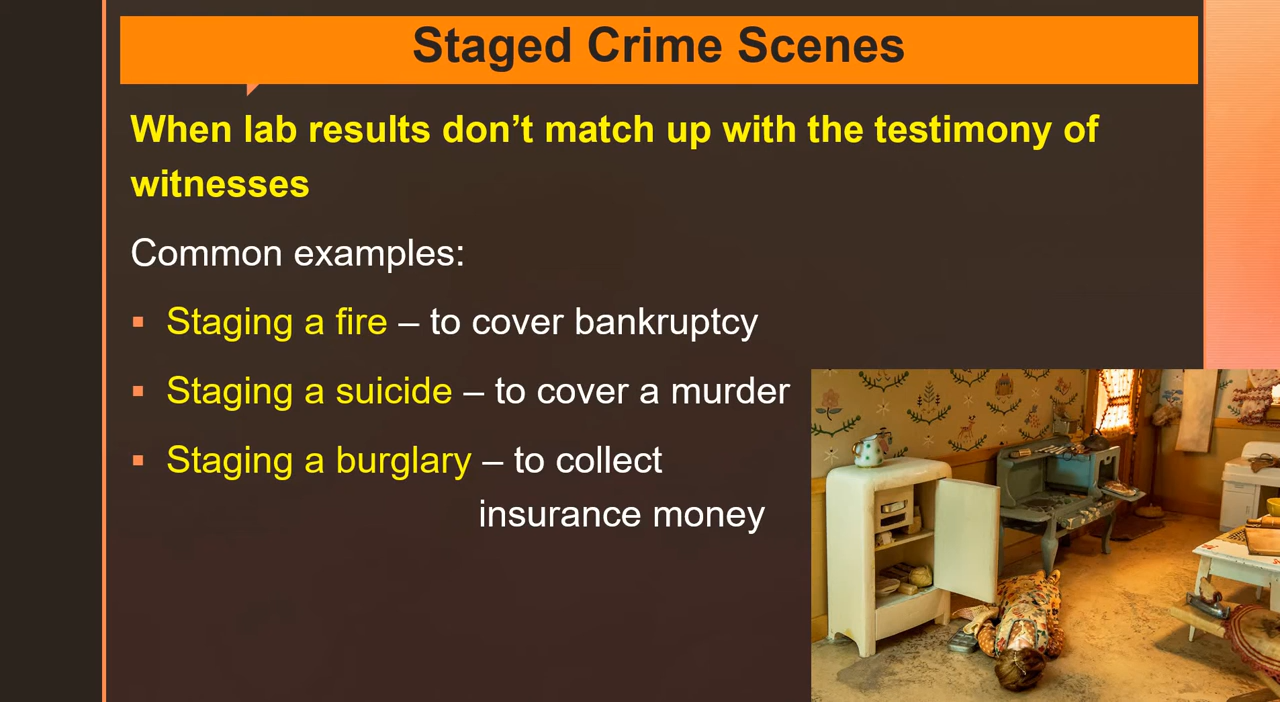 Staged Crime Scenes
When lab results don’t match up with the testimony of
witnesses
Common examples:
▪ Staging a fire – to cover bankruptcy
▪ Staging a suicide – to cover a murder
▪ Staging a burglary – to collect
insurance money